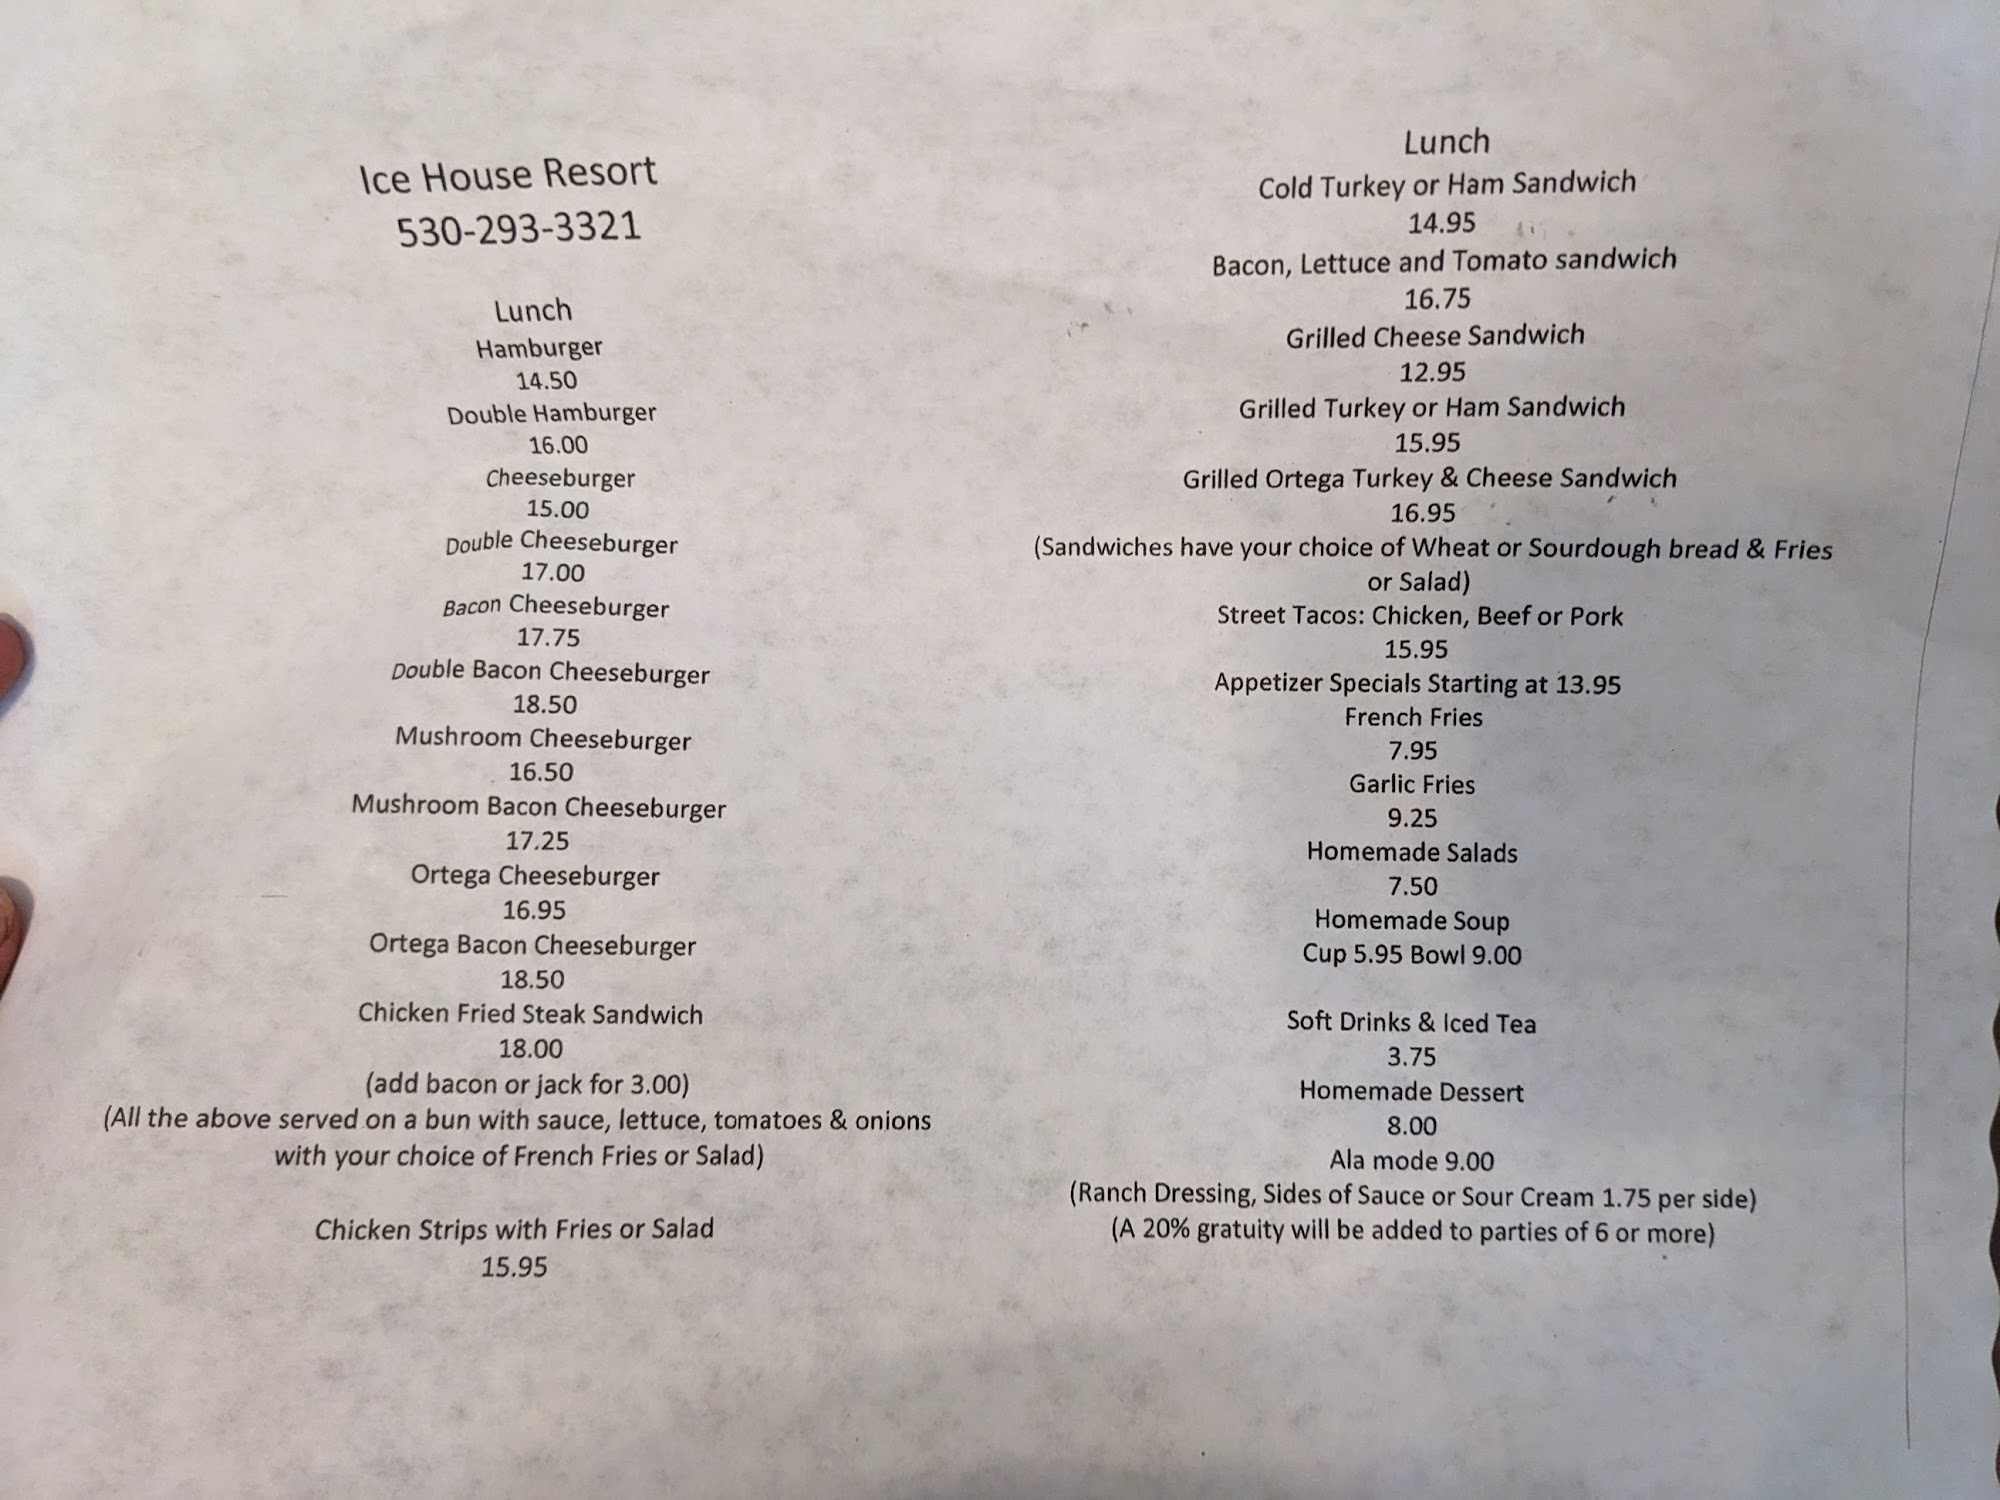 Ice House Resort
530-293-3321
Lunch
Hamburger
14.50
Double Hamburger
16.00
Cheeseburger
15.00
Double Cheeseburger
17.00
Bacon Cheeseburger
17.75
Double Bacon Cheeseburger
18.50
Mushroom Cheeseburger
16.50
Mushroom Bacon Cheeseburger
17.25
Ortega Cheeseburger
16.95
Ortega Bacon Cheeseburger
18.50
Chicken Fried Steak Sandwich
18.00
(add bacon or jack for 3.00)
(All the above served on a bun with sauce, lettuce, tomatoes & onions
with your choice of French Fries or Salad)
Chicken Strips with Fries or Salad
15.95
Lunch
Cold Turkey or Ham Sandwich
14.95
Bacon, Lettuce and Tomato sandwich
16.75
Grilled Cheese Sandwich
12.95
Grilled Turkey or Ham Sandwich
15.95
Grilled Ortega Turkey & Cheese Sandwich
16.95
(Sandwiches have your choice of Wheat or Sourdough bread & Fries
or Salad)
Street Tacos: Chicken, Beef or Pork
15.95
Appetizer Specials Starting at 13.95
French Fries
7.95
Garlic Fries
9.25
Homemade Salads
7.50
Homemade Soup
Cup 5.95 Bowl 9.00
Soft Drinks & Iced Tea
3.75
Homemade Dessert
8.00
Ala mode 9.00
(Ranch Dressing, Sides of Sauce or Sour Cream 1.75 per side)
(A 20% gratuity will be added to parties of 6 or more)